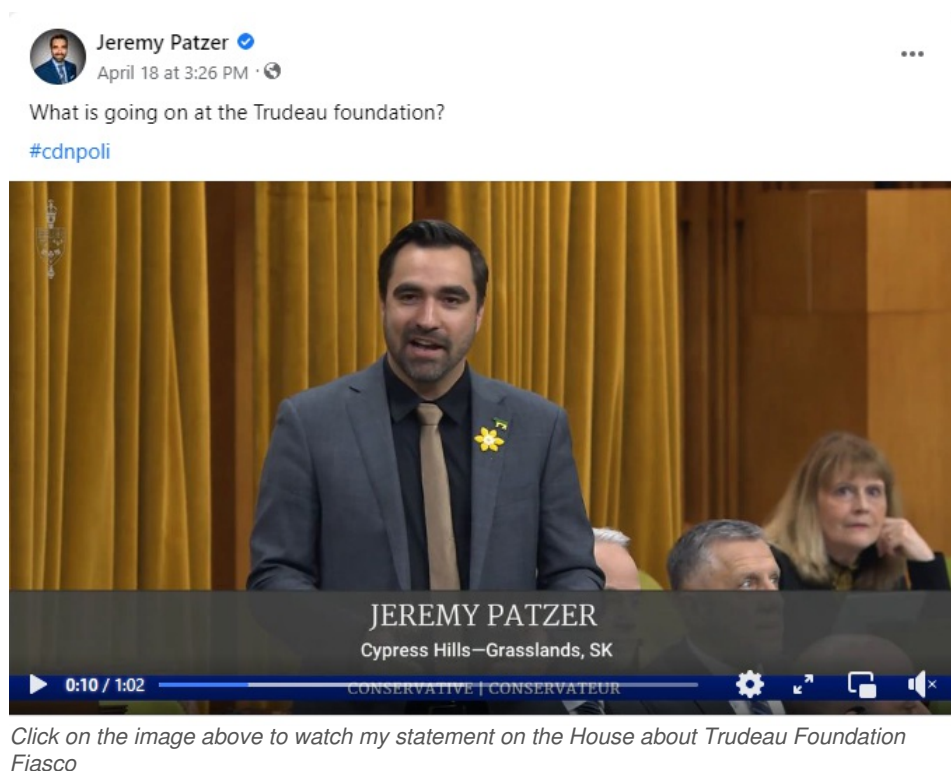 Jeremy Patzer
April 18 at 3:26 PM ·
What is going on at the Trudeau foundation?
#cdnpoli
JEREMY PATZER
Cypress Hills—Grasslands, SK
0:10 / 1:02
CONSERVATIVE | CONSERVATEUR
Click on the image above to watch my statement on the House about Trudeau Foundation
Fiasco